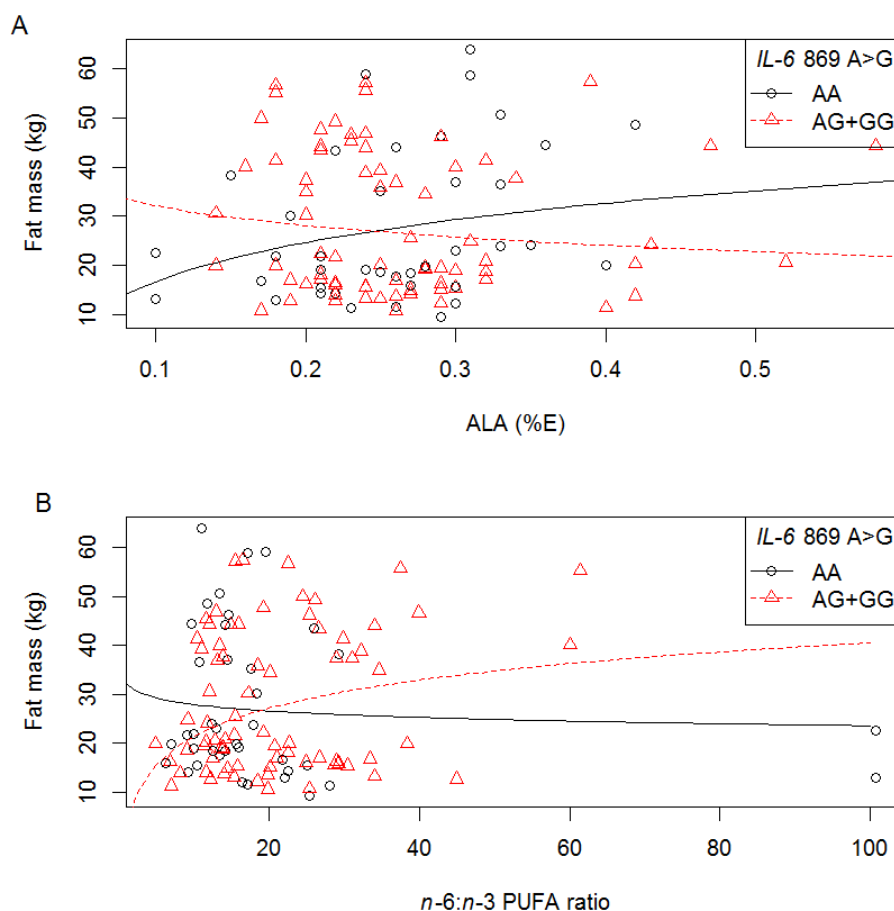 A
IL-6 869 A>G
AA
AG+GG
Fat mass (kg)
60
50
40
30
20
10
0.1 0.2 0.3 0.4 0.5
ALA (%E)
B
IL-6 869 A>G
AA
AG+GG
Fat mass (kg)
60
50
40
30
20
10
20 40 60 80 100
n-6:n-3 PUFA ratio